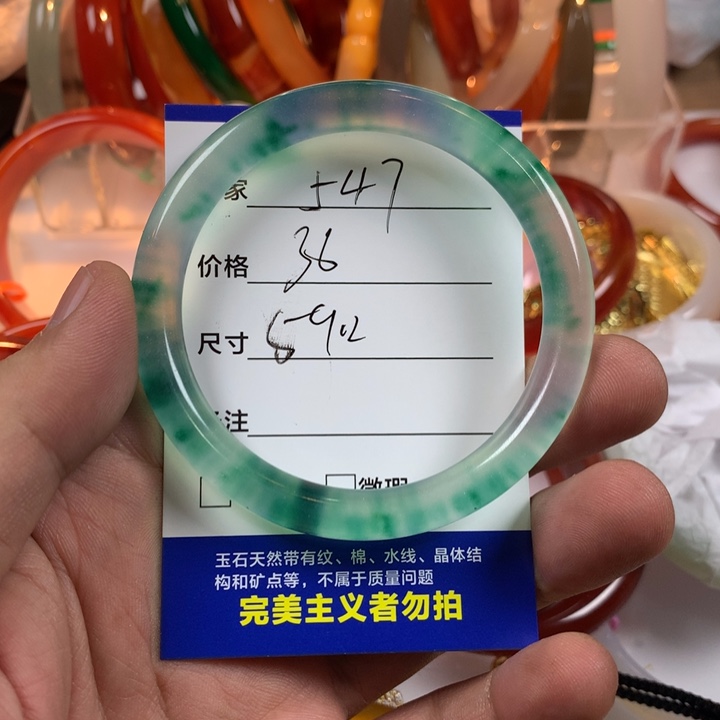 家 547
价格 36
尺寸 5902
注
微瑕
玉石天然带有纹、棉、水线、晶体结
构和矿点等，不属于质量问题
完美主义者勿拍